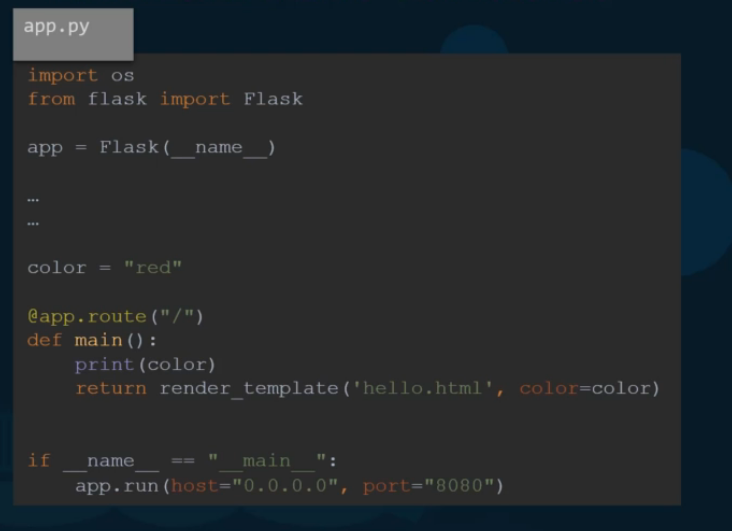 app.py
import os
from flask import Flask
app = Flask(__name__)
…
…
color = "red"
@app.route("/")
def main():
    print(color)
    return render_template('hello.html', color=color)
if __name__ == "__main__":
    app.run(host="0.0.0.0", port="8080")